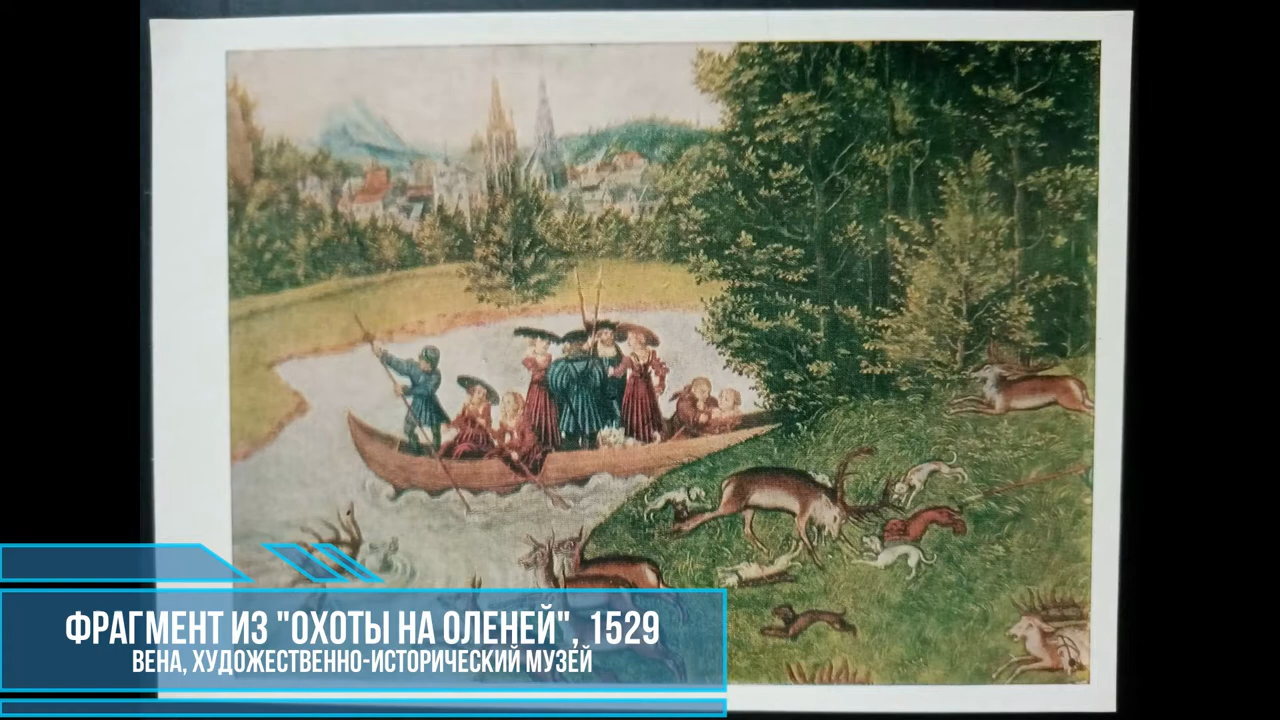 ФРАГМЕНТ ИЗ "ОХОТЫ НА ОЛЕНЕЙ", 1529
ВЕНА, ХУДОЖЕСТВЕННО-ИСТОРИЧЕСКИЙ МУЗЕЙ